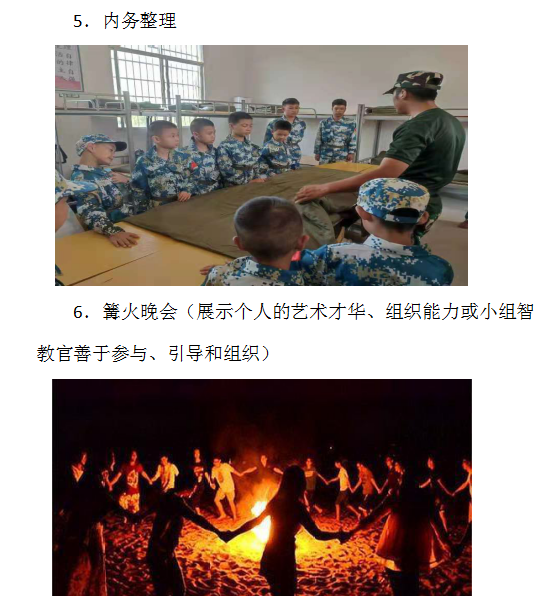 5．内务整理
6．篝火晚会（展示个人的艺术才华、组织能力或小组智
教官善于参与、引导和组织）